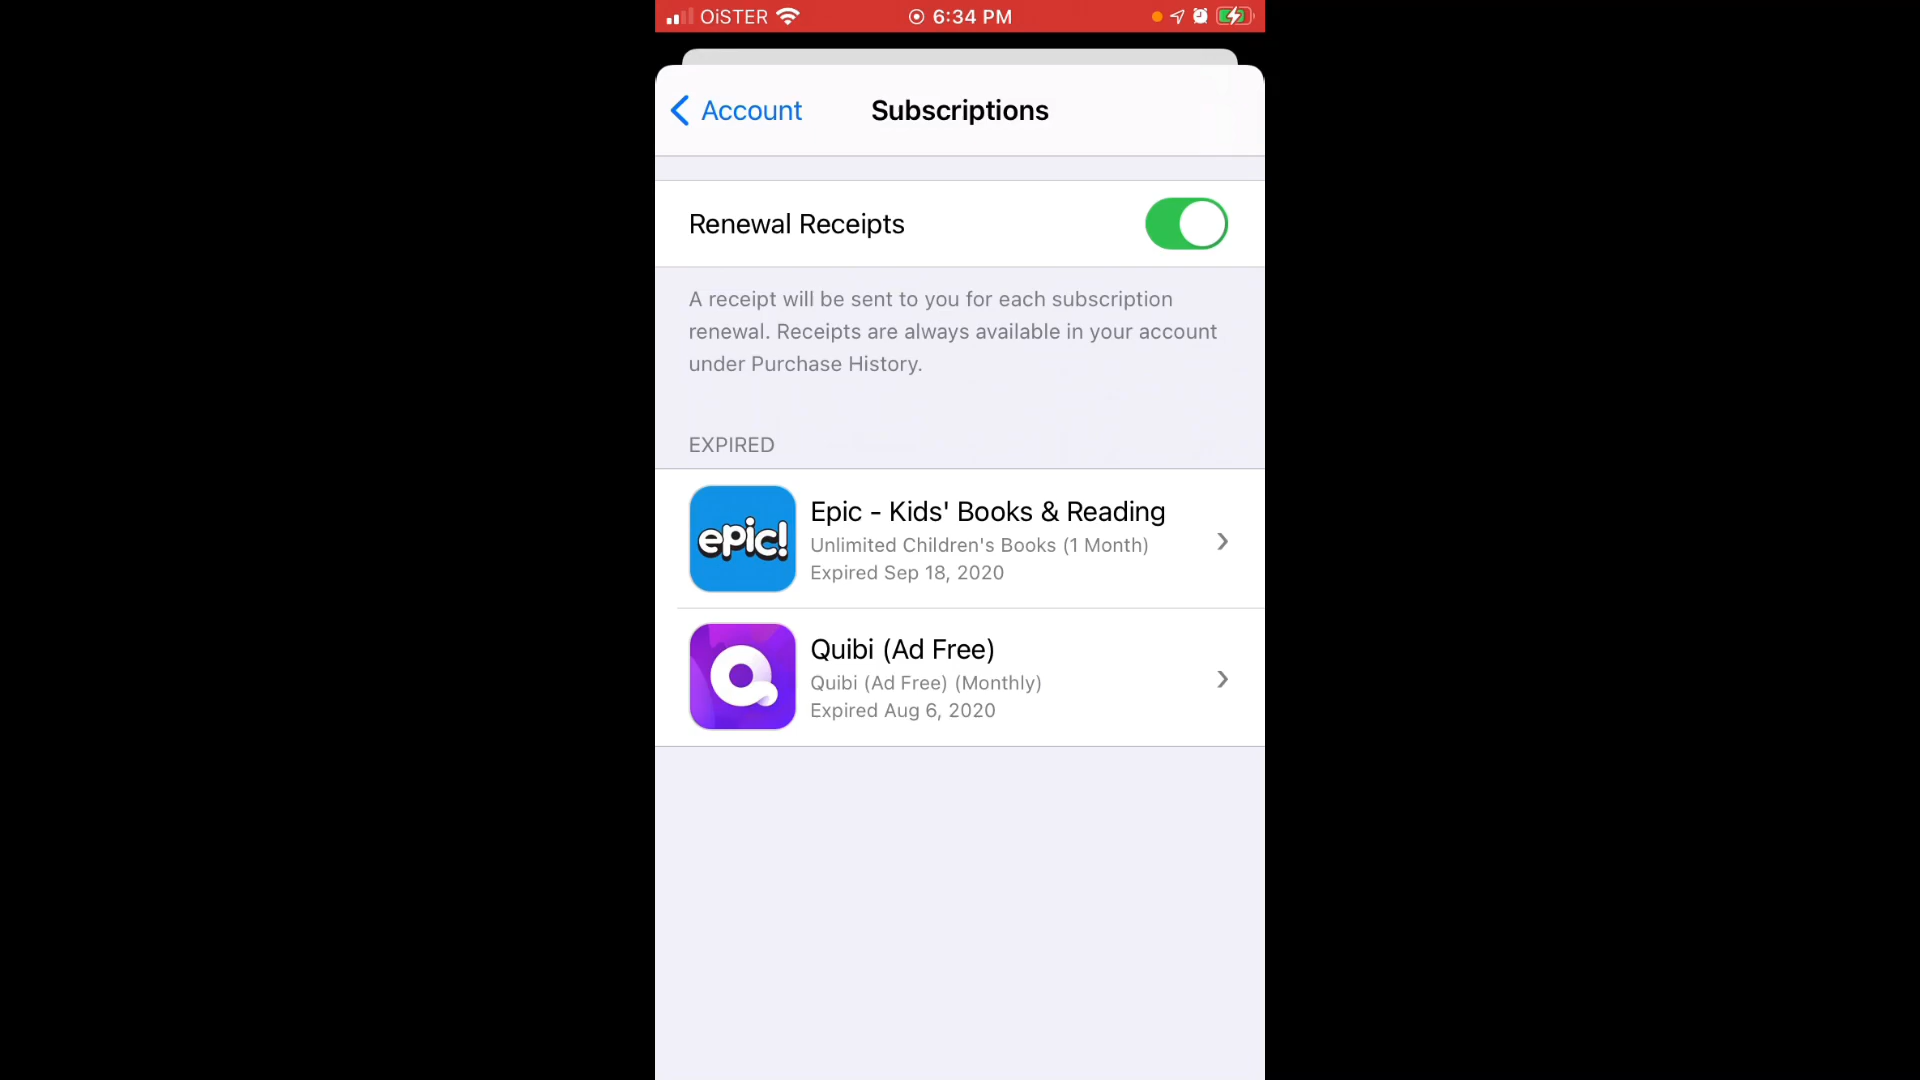 OiSTER 6:34 PM
Account Subscriptions
Renewal Receipts
A receipt will be sent to you for each subscription
renewal. Receipts are always available in your account
under Purchase History.
EXPIRED
epic!
Epic - Kids' Books & Reading
Unlimited Children's Books (1 Month)
Expired Sep 18, 2020
Quibi (Ad Free)
Quibi (Ad Free) (Monthly)
Expired Aug 6, 2020